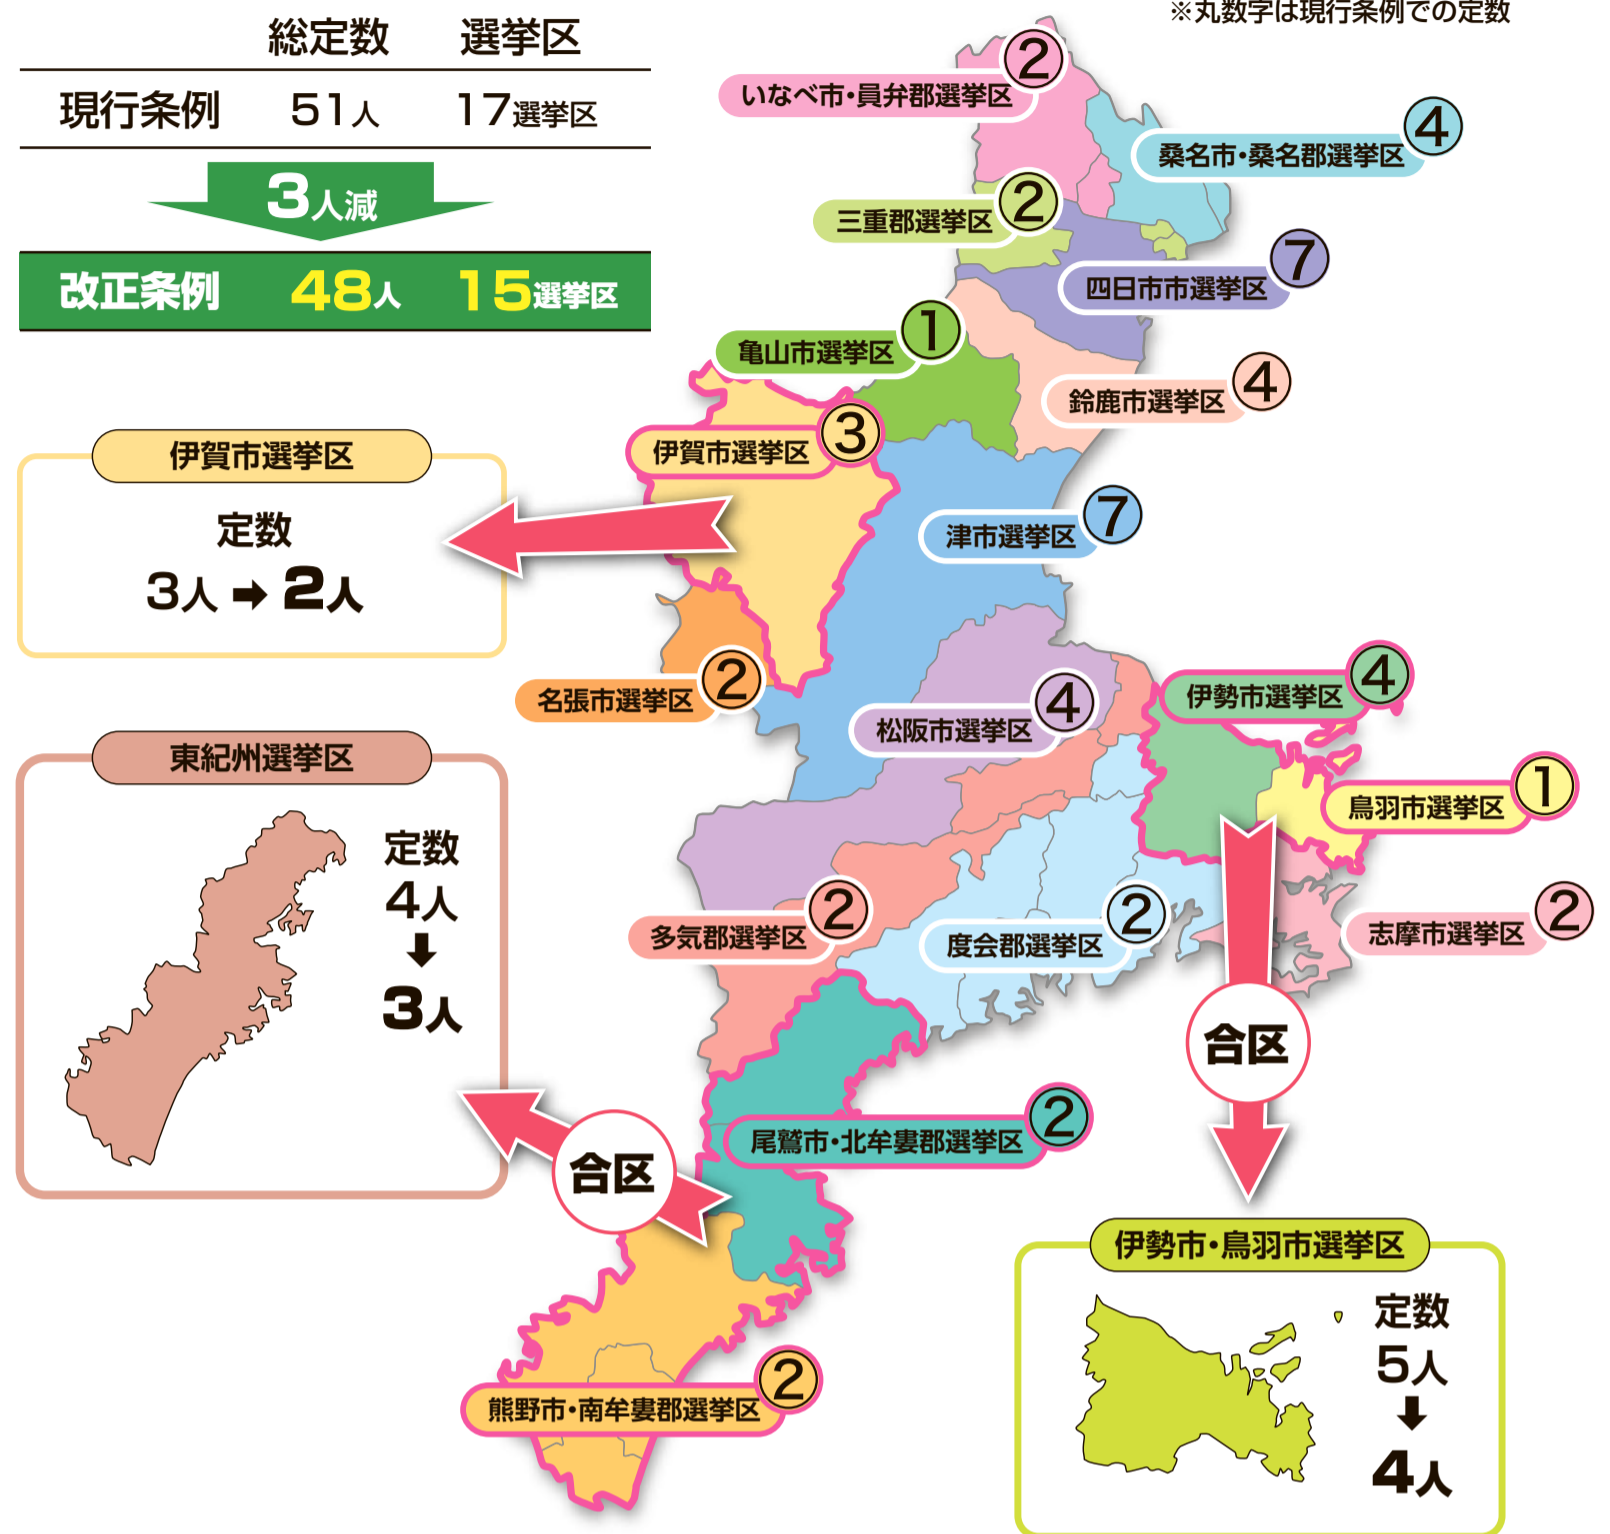 ※丸数字は現行条例での定数
総定数 選挙区
現行条例 51人 17選挙区
3人減
改正条例 48人 15選挙区
いなべ市・員弁郡選挙区 ②
桑名市・桑名郡選挙区 ④
三重郡選挙区 ②
四日市市選挙区 ⑦
亀山市選挙区 ①
鈴鹿市選挙区 ④
伊賀市選挙区 ③
津市選挙区 ⑦
名張市選挙区 ②
松阪市選挙区 ④
伊勢市選挙区 ④
鳥羽市選挙区 ①
多気郡選挙区 ②
度会郡選挙区 ②
志摩市選挙区 ②
尾鷲市・北牟婁郡選挙区 ②
熊野市・南牟婁郡選挙区 ②
伊賀市選挙区
定数
3人➡2人
東紀州選挙区
定数
4人
⬇
3人
合区
合区
伊勢市・鳥羽市選挙区
定数
5人
⬇
4人